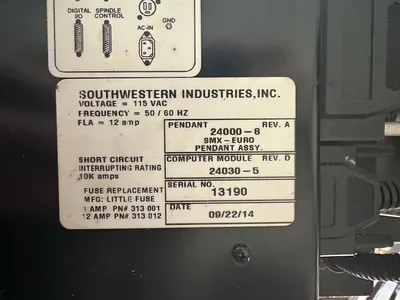 DIGITAL I/O
SPINDLE CONTROL
GND
AC-IN
SOUTHWESTERN INDUSTRIES, INC.
VOLTAGE = 115 VAC
FREQUENCY = 50 / 60 HZ
FLA = 12 amp
PENDANT REV. A
24000-8
SMX-EURO
PENDANT ASSY.
SHORT CIRCUIT
INTERRUPTING RATING
10K amps
COMPUTER MODULE REV. D
24030-5
FUSE REPLACEMENT
MFG: LITTLE FUSE
1 AMP PN# 313 001
12 AMP PN# 313 012
SERIAL NO.
13190
DATE
09/22/14